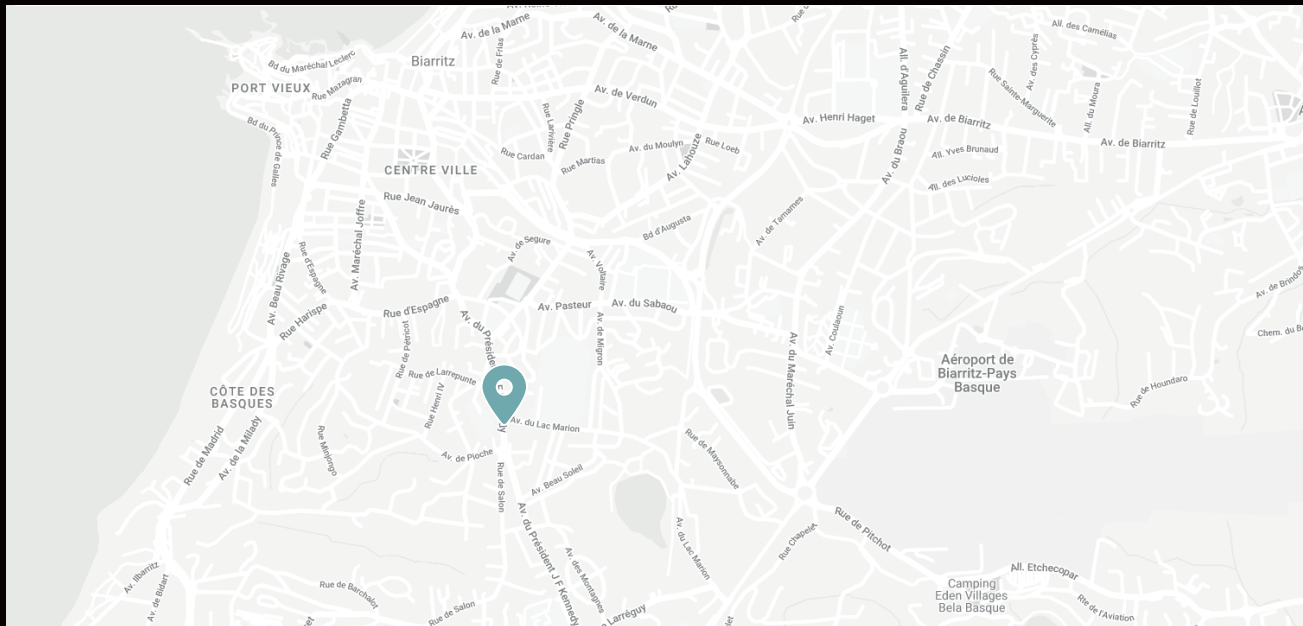 Av. de la Marne
Av. de la Marne
Rue de Frias
Biarritz
Bd du Maréchal Leclerc
PORT VIEUX
Rue Mazagran
Rue Gambetta
Bd du Prince de Galles
Av. de Verdun
Rue Larivière
Rue Pringle
Rue Cardan
Rue Martias
Av. du Moulyn
Av. Lahouze
Rue Loeb
Av. Henri Haget
All. d'Aguilera
Rue de Chassin
Av. de Biarritz
Rue Sainte-Marguerite
Av. des Cyprès
All. des Camélias
All. du Moura
Rue de Louillot
Av. de Biarritz
Av. du Braou
All. Yves Brunaud
All. des Lucioles
CENTRE VILLE
Rue Jean Jaurès
Av. Maréchal Joffre
Rue d'Espagne
Av. Beau Rivage
Rue Harispe
Av. de Segure
Bd d'Augusta
Av. de Tamames
Av. Voltaire
Av. Pasteur
Av. du Sabaou
Rue d'Espagne
Av. du Présiden
Av. de Migron
Av. du Maréchal Juin
Av. Coulaoun
Av. de Brindos
Chem. du B
Aéroport de
Biarritz-Pays
Basque
Rue de Houndaro
Rue de Pétricot
Rue de Larrepunte
Rue Henri IV
CÔTE DES
BASQUES
Rue de Madrid
Av. de la Milady
Rue Minjongo
Av. du Lac Marion
Av. de Pioche
Rue de Salon
Av. Beau Soleil
Rue de Maysonnabe
Av. du Président J F Kennedy
Av. des Montagnes
Av. du Lac Marion
Rue Chapelet
Rue de Pitchot
All. Etchecopar
Camping
Eden Villages
Bela Basque
Rte de l'Aviation
Av. Ilbarritz
Av. de Bidart
Rue de Barchalot
Rue de Salon
Larréguy